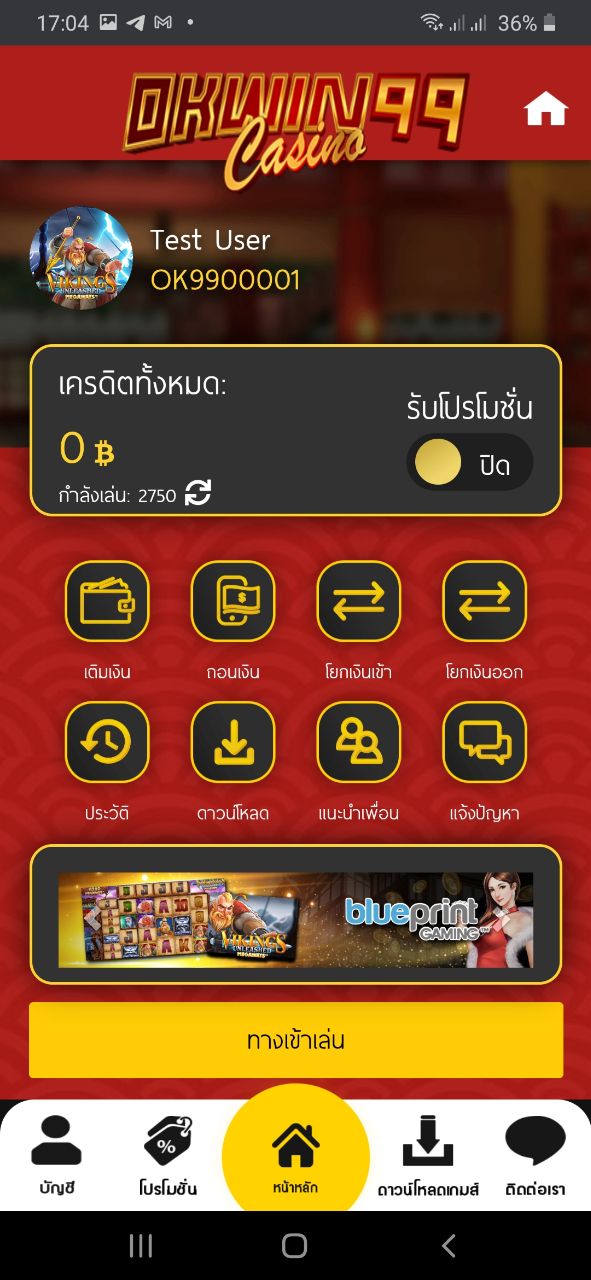 17:04
36%
OKWIN99
Casino
Test User
OK9900001
VIKINGS
UNLEASHED
MEGAWAYS
เครดิตทั้งหมด:
รับโปรโมชั่น
0 ฿
ปิด
กำลังเล่น: 2750
เติมเงิน
ถอนเงิน
โยกเงินเข้า
โยกเงินออก
ประวัติ
ดาวน์โหลด
แนะนำเพื่อน
แจ้งปัญหา
VIKINGS
UNLEASHED
MEGAWAYS
blueprint
GAMING™
ทางเข้าเล่น
บัญชี
โปรโมชั่น
หน้าหลัก
ดาวน์โหลดเกมส์
ติดต่อเรา